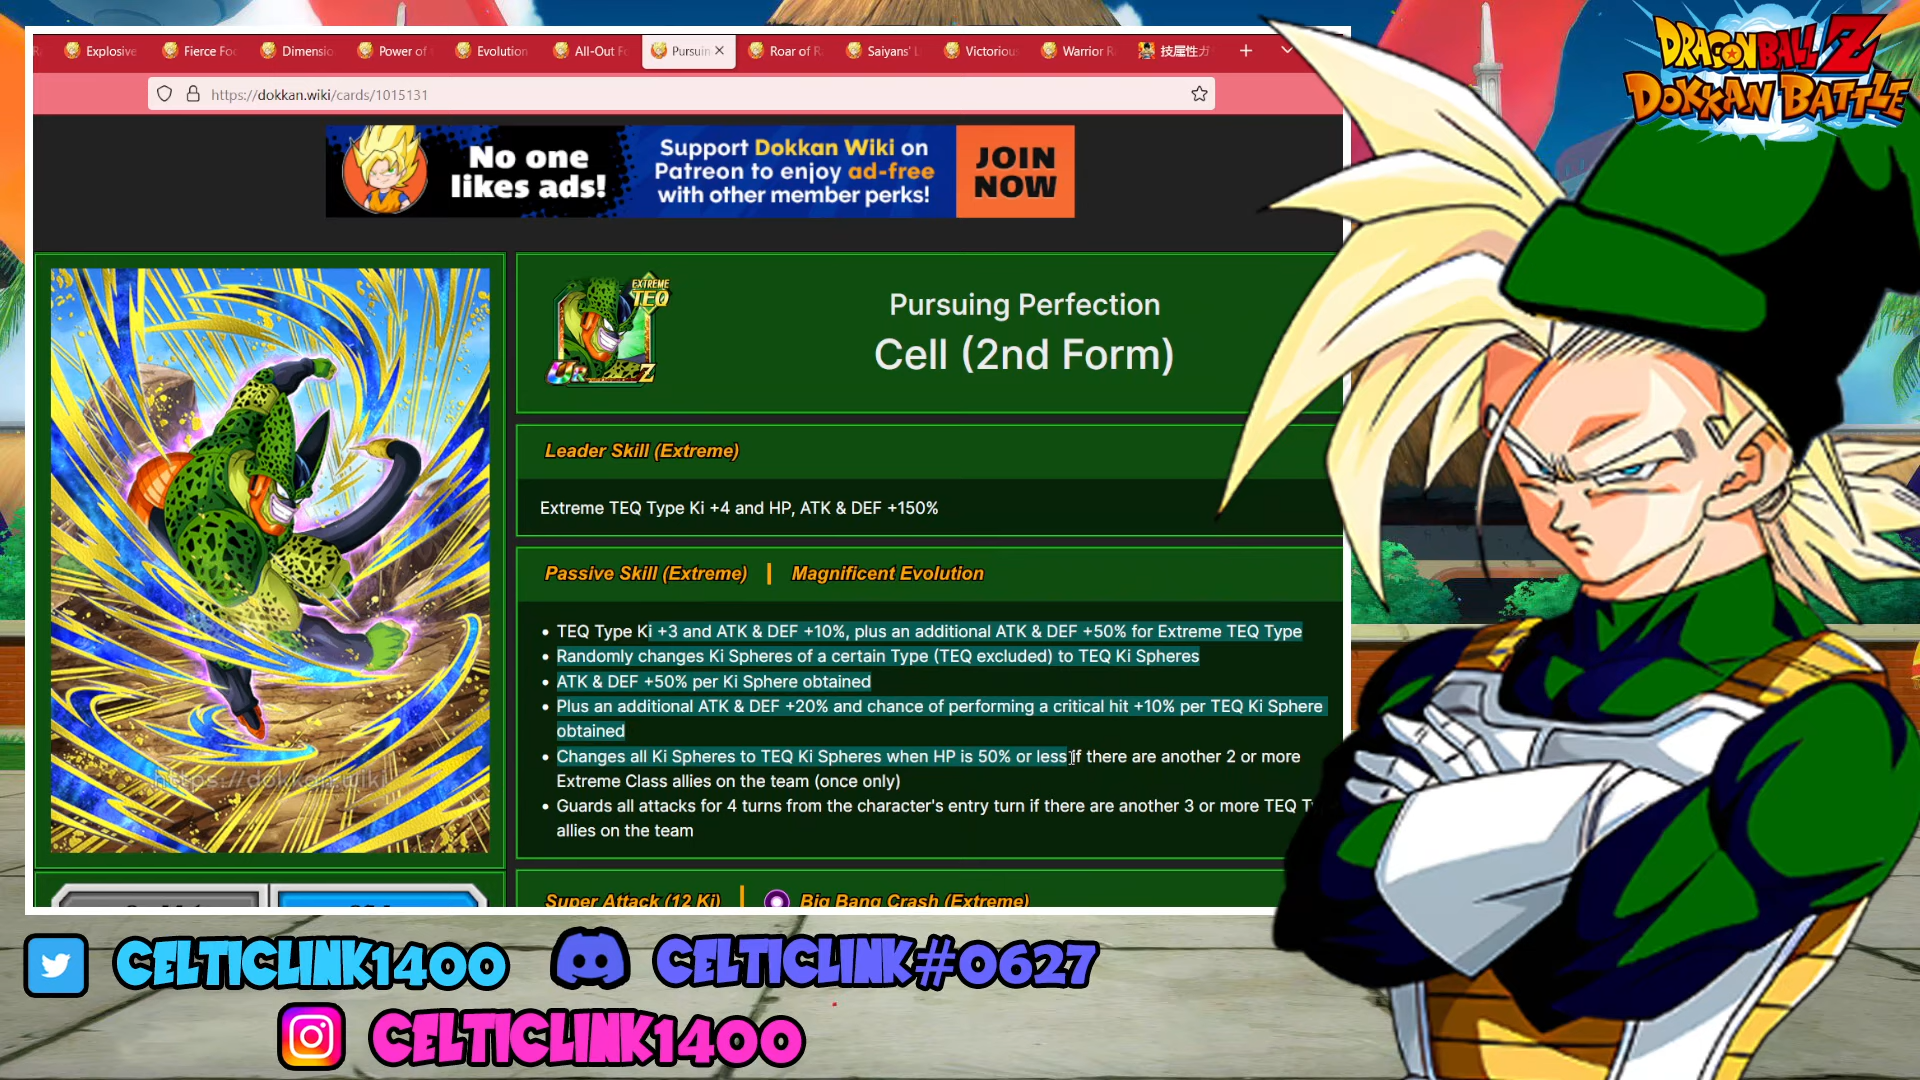 Explosive
Fierce Fo
Dimensio
Power of
Evolution
All-Out F
Pursuin
Roar of R
Saiyans' L
Victorious
Warrior R
技属性ガ
https://dokkan.wiki/cards/1015131
DRAGON BALL Z
DOKKAN BATTLE
No one
likes ads!
Support Dokkan Wiki on
Patreon to enjoy ad-free
with other member perks!
JOIN
NOW
EXTREME
TEQ
UR
Z
Pursuing Perfection
Cell (2nd Form)
Leader Skill (Extreme)
Extreme TEQ Type Ki +4 and HP, ATK & DEF +150%
Passive Skill (Extreme) | Magnificent Evolution
• TEQ Type Ki +3 and ATK & DEF +10%, plus an additional ATK & DEF +50% for Extreme TEQ Type
• Randomly changes Ki Spheres of a certain Type (TEQ excluded) to TEQ Ki Spheres
• ATK & DEF +50% per Ki Sphere obtained
• Plus an additional ATK & DEF +20% and chance of performing a critical hit +10% per TEQ Ki Sphere
obtained
• Changes all Ki Spheres to TEQ Ki Spheres when HP is 50% or less if there are another 2 or more
Extreme Class allies on the team (once only)
• Guards all attacks for 4 turns from the character's entry turn if there are another 3 or more TEQ T
allies on the team
https://dokkan.wiki
Super Attack (12 Ki) | Big Bang Crash (Extreme)
CELTICLINK1400
CELTICLINK#0627
CELTICLINK1400